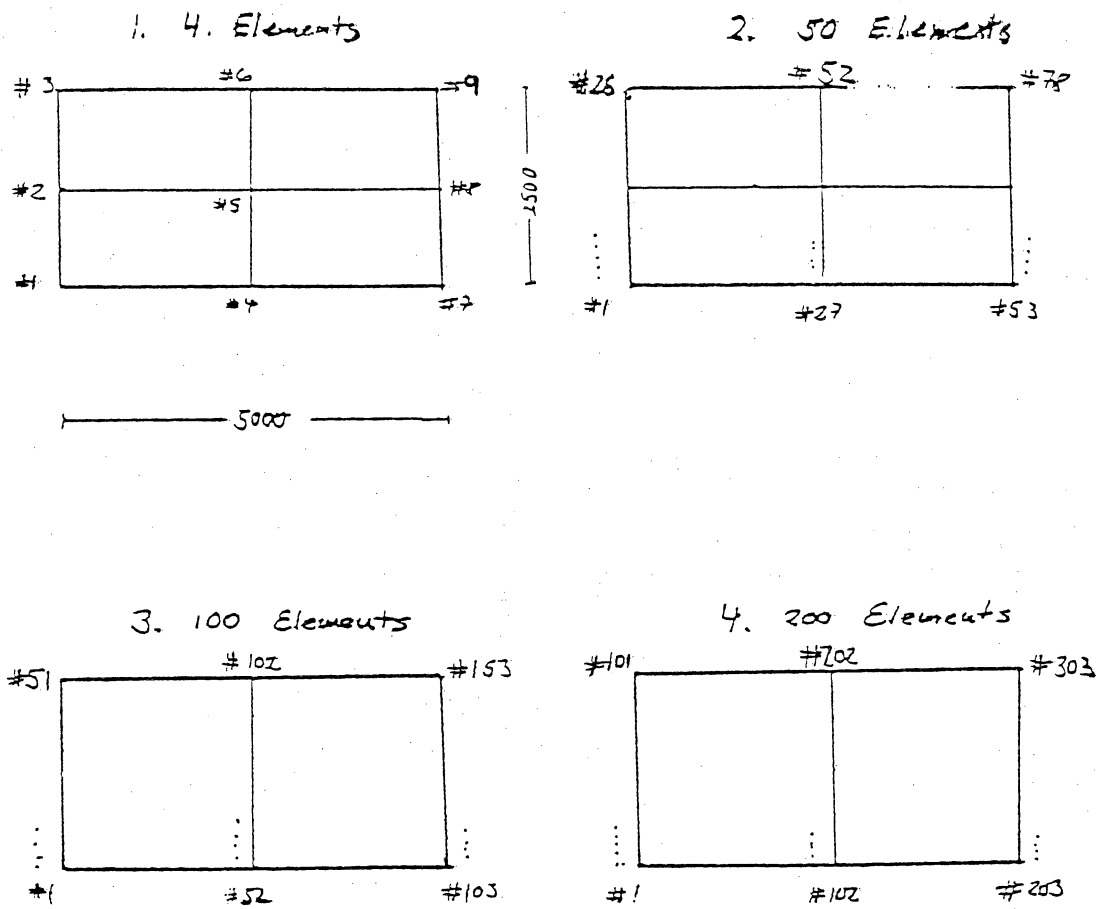 1. 4. Elements
#3 #6 #9
#2 #5 #8
#1 #4 #7
2500
5000
2. 50 Elements
#26 #52 #78
#1 #27 #53
3. 100 Elements
#51 #102 #153
#1 #52 #103
4. 200 Elements
#101 #202 #303
#1 #102 #203